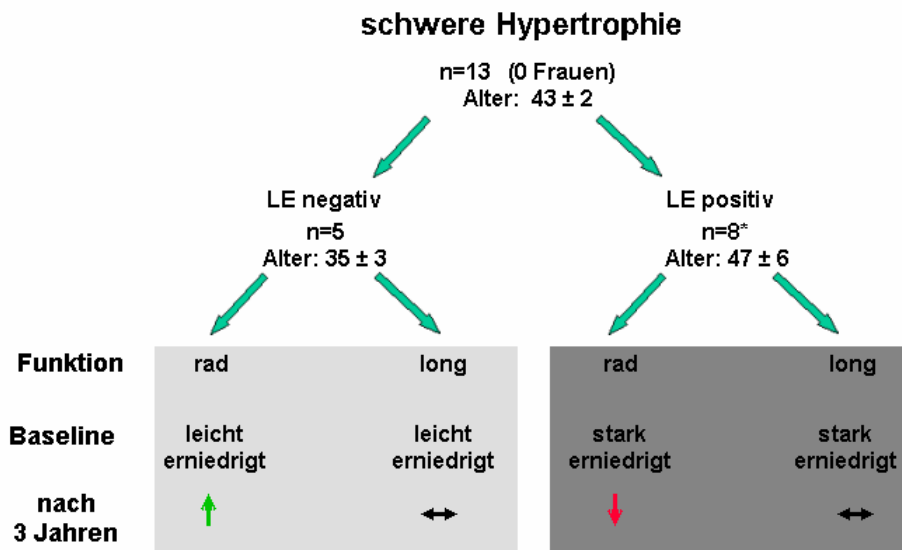 schwere Hypertrophie
n=13 (0 Frauen)
Alter: 43 ± 2
LE negativ
n=5
Alter: 35 ± 3
LE positiv
n=8*
Alter: 47 ± 6
Funktion rad long rad long
Baseline leicht erniedrigt leicht erniedrigt stark erniedrigt stark erniedrigt
nach
3 Jahren